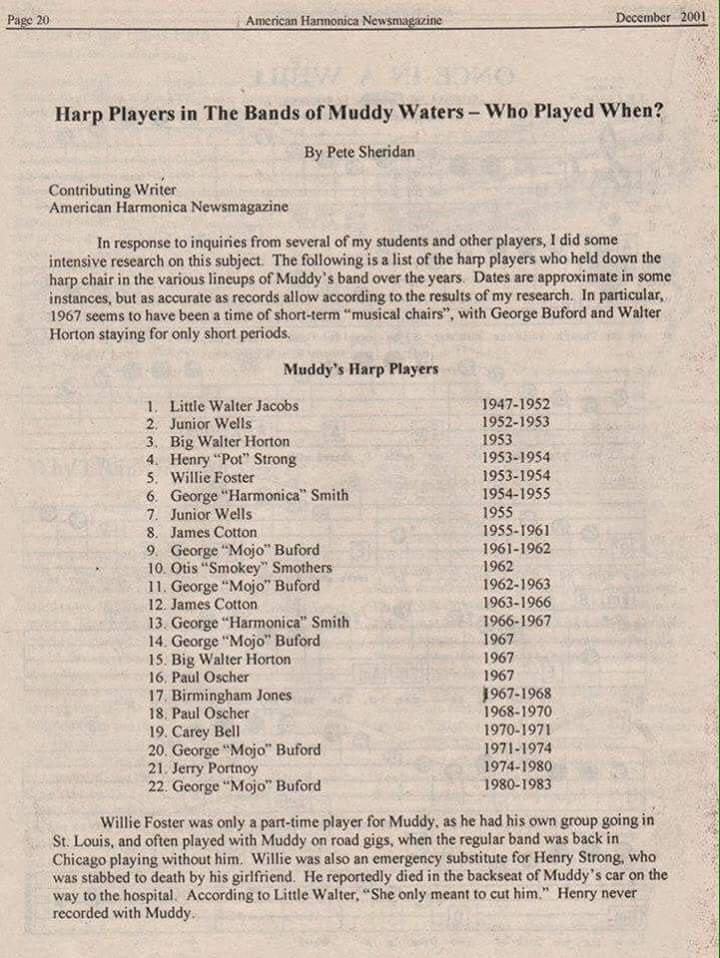 Page 20 American Harmonica Newsmagazine December 2001
Harp Players in The Bands of Muddy Waters – Who Played When?
By Pete Sheridan
Contributing Writer
American Harmonica Newsmagazine
In response to inquiries from several of my students and other players, I did some
intensive research on this subject. The following is a list of the harp players who held down the
harp chair in the various lineups of Muddy's band over the years. Dates are approximate in some
instances, but as accurate as records allow according to the results of my research. In particular,
1967 seems to have been a time of short-term "musical chairs", with George Buford and Walter
Horton staying for only short periods.
Muddy's Harp Players
1. Little Walter Jacobs 1947-1952
2. Junior Wells 1952-1953
3. Big Walter Horton 1953
4. Henry "Pot" Strong 1953-1954
5. Willie Foster 1953-1954
6. George "Harmonica" Smith 1954-1955
7. Junior Wells 1955
8. James Cotton 1955-1961
9. George "Mojo" Buford 1961-1962
10. Otis "Smokey" Smothers 1962
11. George "Mojo" Buford 1962-1963
12. James Cotton 1963-1966
13. George "Harmonica" Smith 1966-1967
14. George "Mojo" Buford 1967
15. Big Walter Horton 1967
16. Paul Oscher 1967
17. Birmingham Jones 1967-1968
18. Paul Oscher 1968-1970
19. Carey Bell 1970-1971
20. George "Mojo" Buford 1971-1974
21. Jerry Portnoy 1974-1980
22. George "Mojo" Buford 1980-1983
Willie Foster was only a part-time player for Muddy, as he had his own group going in
St. Louis, and often played with Muddy on road gigs, when the regular band was back in
Chicago playing without him. Willie was also an emergency substitute for Henry Strong, who
was stabbed to death by his girlfriend. He reportedly died in the backseat of Muddy's car on the
way to the hospital. According to Little Walter, "She only meant to cut him." Henry never
recorded with Muddy.